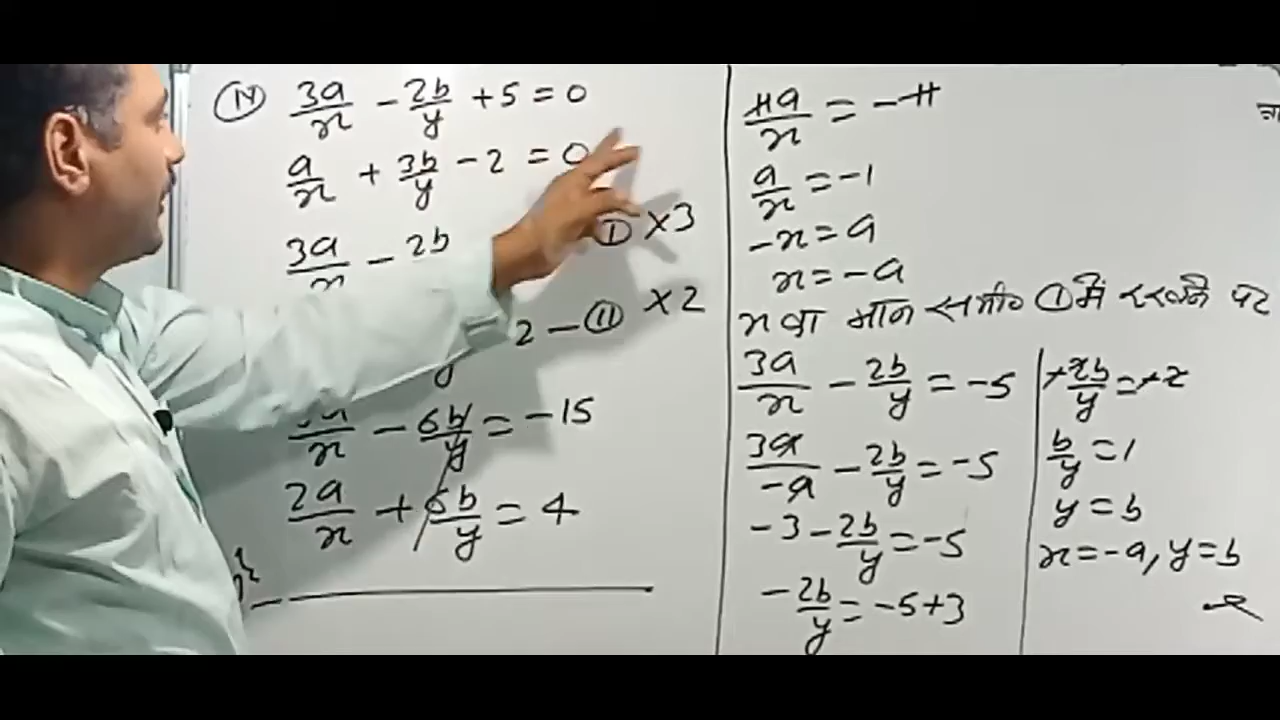 (IV) 3a/x - 2b/y + 5 = 0
a/x + 3b/y - 2 = 0
3a/x - 2b (I) ×3
2 - (II) ×2
a/x - 6b/y = -15
2a/x + 6b/y = 4
11a/x = -11
a/x = -1
-x = a
x = -a
x का मान समी० (I) में रखने पर
3a/x - 2b/y = -5
3a/-a - 2b/y = -5
-3 - 2b/y = -5
-2b/y = -5+3
+2b/y = +2
b/y = 1
y = b
x = -a, y = b